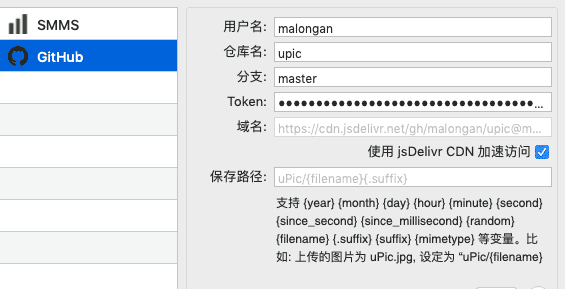 SMMS
GitHub
用户名: malongan
仓库名: upic
分支: master
Token: ●●●●●●●●●●●●●●●●●●●●●●●●●●●●●●●●●●...
域名: https://cdn.jsdelivr.net/gh/malongan/upic@m...
使用 jsDelivr CDN 加速访问
保存路径: uPic/{filename}{.suffix}
支持 {year} {month} {day} {hour} {minute} {second}
{since_second} {since_millisecond} {random}
{filename} {.suffix} {suffix} {mimetype} 等变量。比
如: 上传的图片为 uPic.jpg, 设定为 “uPic/{filename}